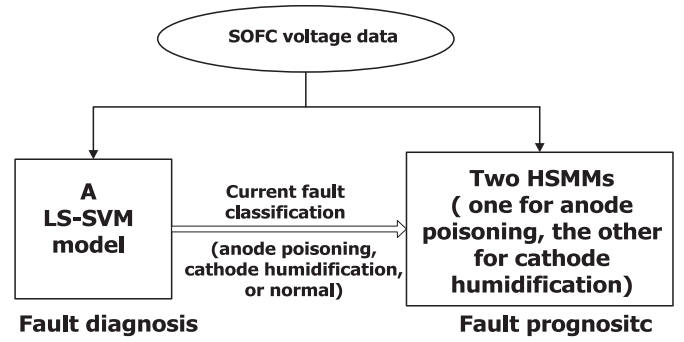 SOFC voltage data
A
LS-SVM
model
Current fault
classification
(anode poisoning,
cathode humidification,
or normal)
Two HSMMs
( one for anode
poisoning, the other
for cathode
humidification)
Fault diagnosis
Fault prognositc